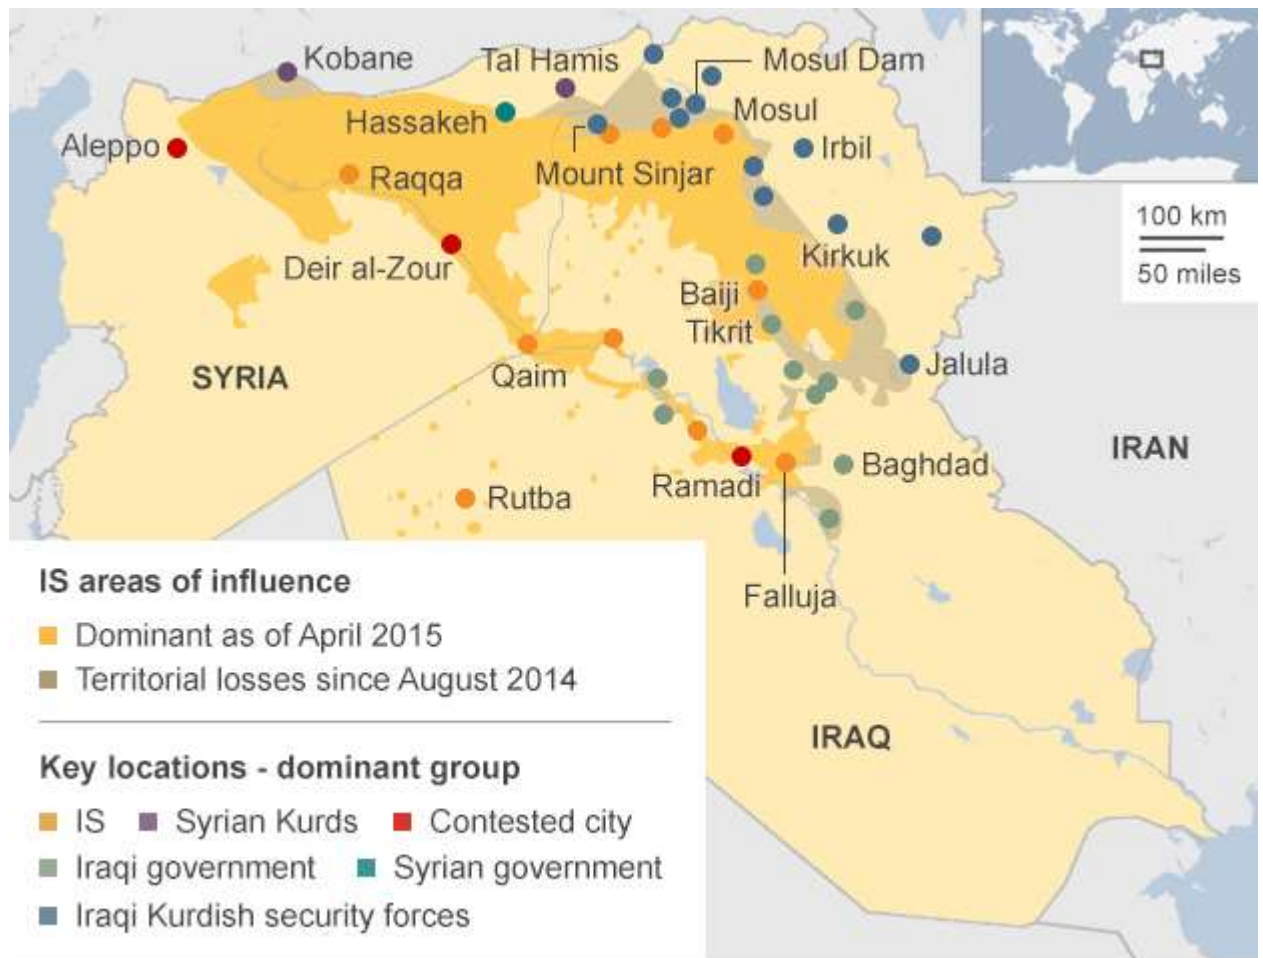 Kobane
Tal Hamis
Mosul Dam
Hassakeh
Mosul
Aleppo
Irbil
Raqqa
Mount Sinjar
100 km
Kirkuk
50 miles
Deir al-Zour
Baiji
Tikrit
SYRIA
Qaim
Jalula
IRAN
Baghdad
Ramadi
Rutba
Falluja
IRAQ
IS areas of influence
Dominant as of April 2015
Territorial losses since August 2014
Key locations - dominant group
IS Syrian Kurds Contested city
Iraqi government Syrian government
Iraqi Kurdish security forces